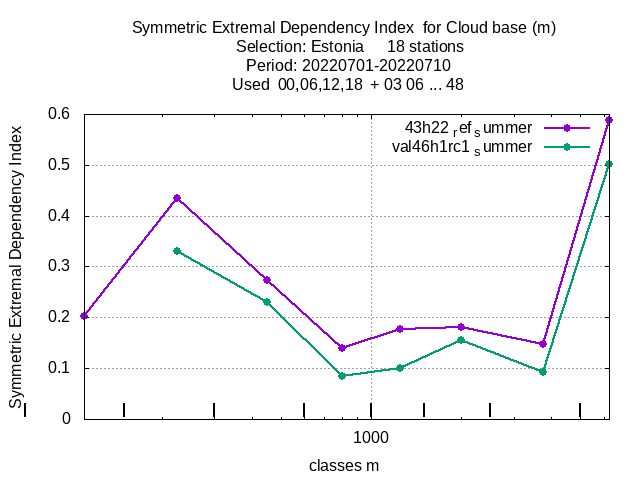 Symmetric Extremal Dependency Index  for Cloud base (m)
Selection: Estonia     18 stations
Period: 20220701-20220710
Used  00,06,12,18  + 03 06 ... 48
43h22 ref summer
val46h1rc1 summer
Symmetric Extremal Dependency Index
0.6
0.5
0.4
0.3
0.2
0.1
0
1000
classes m